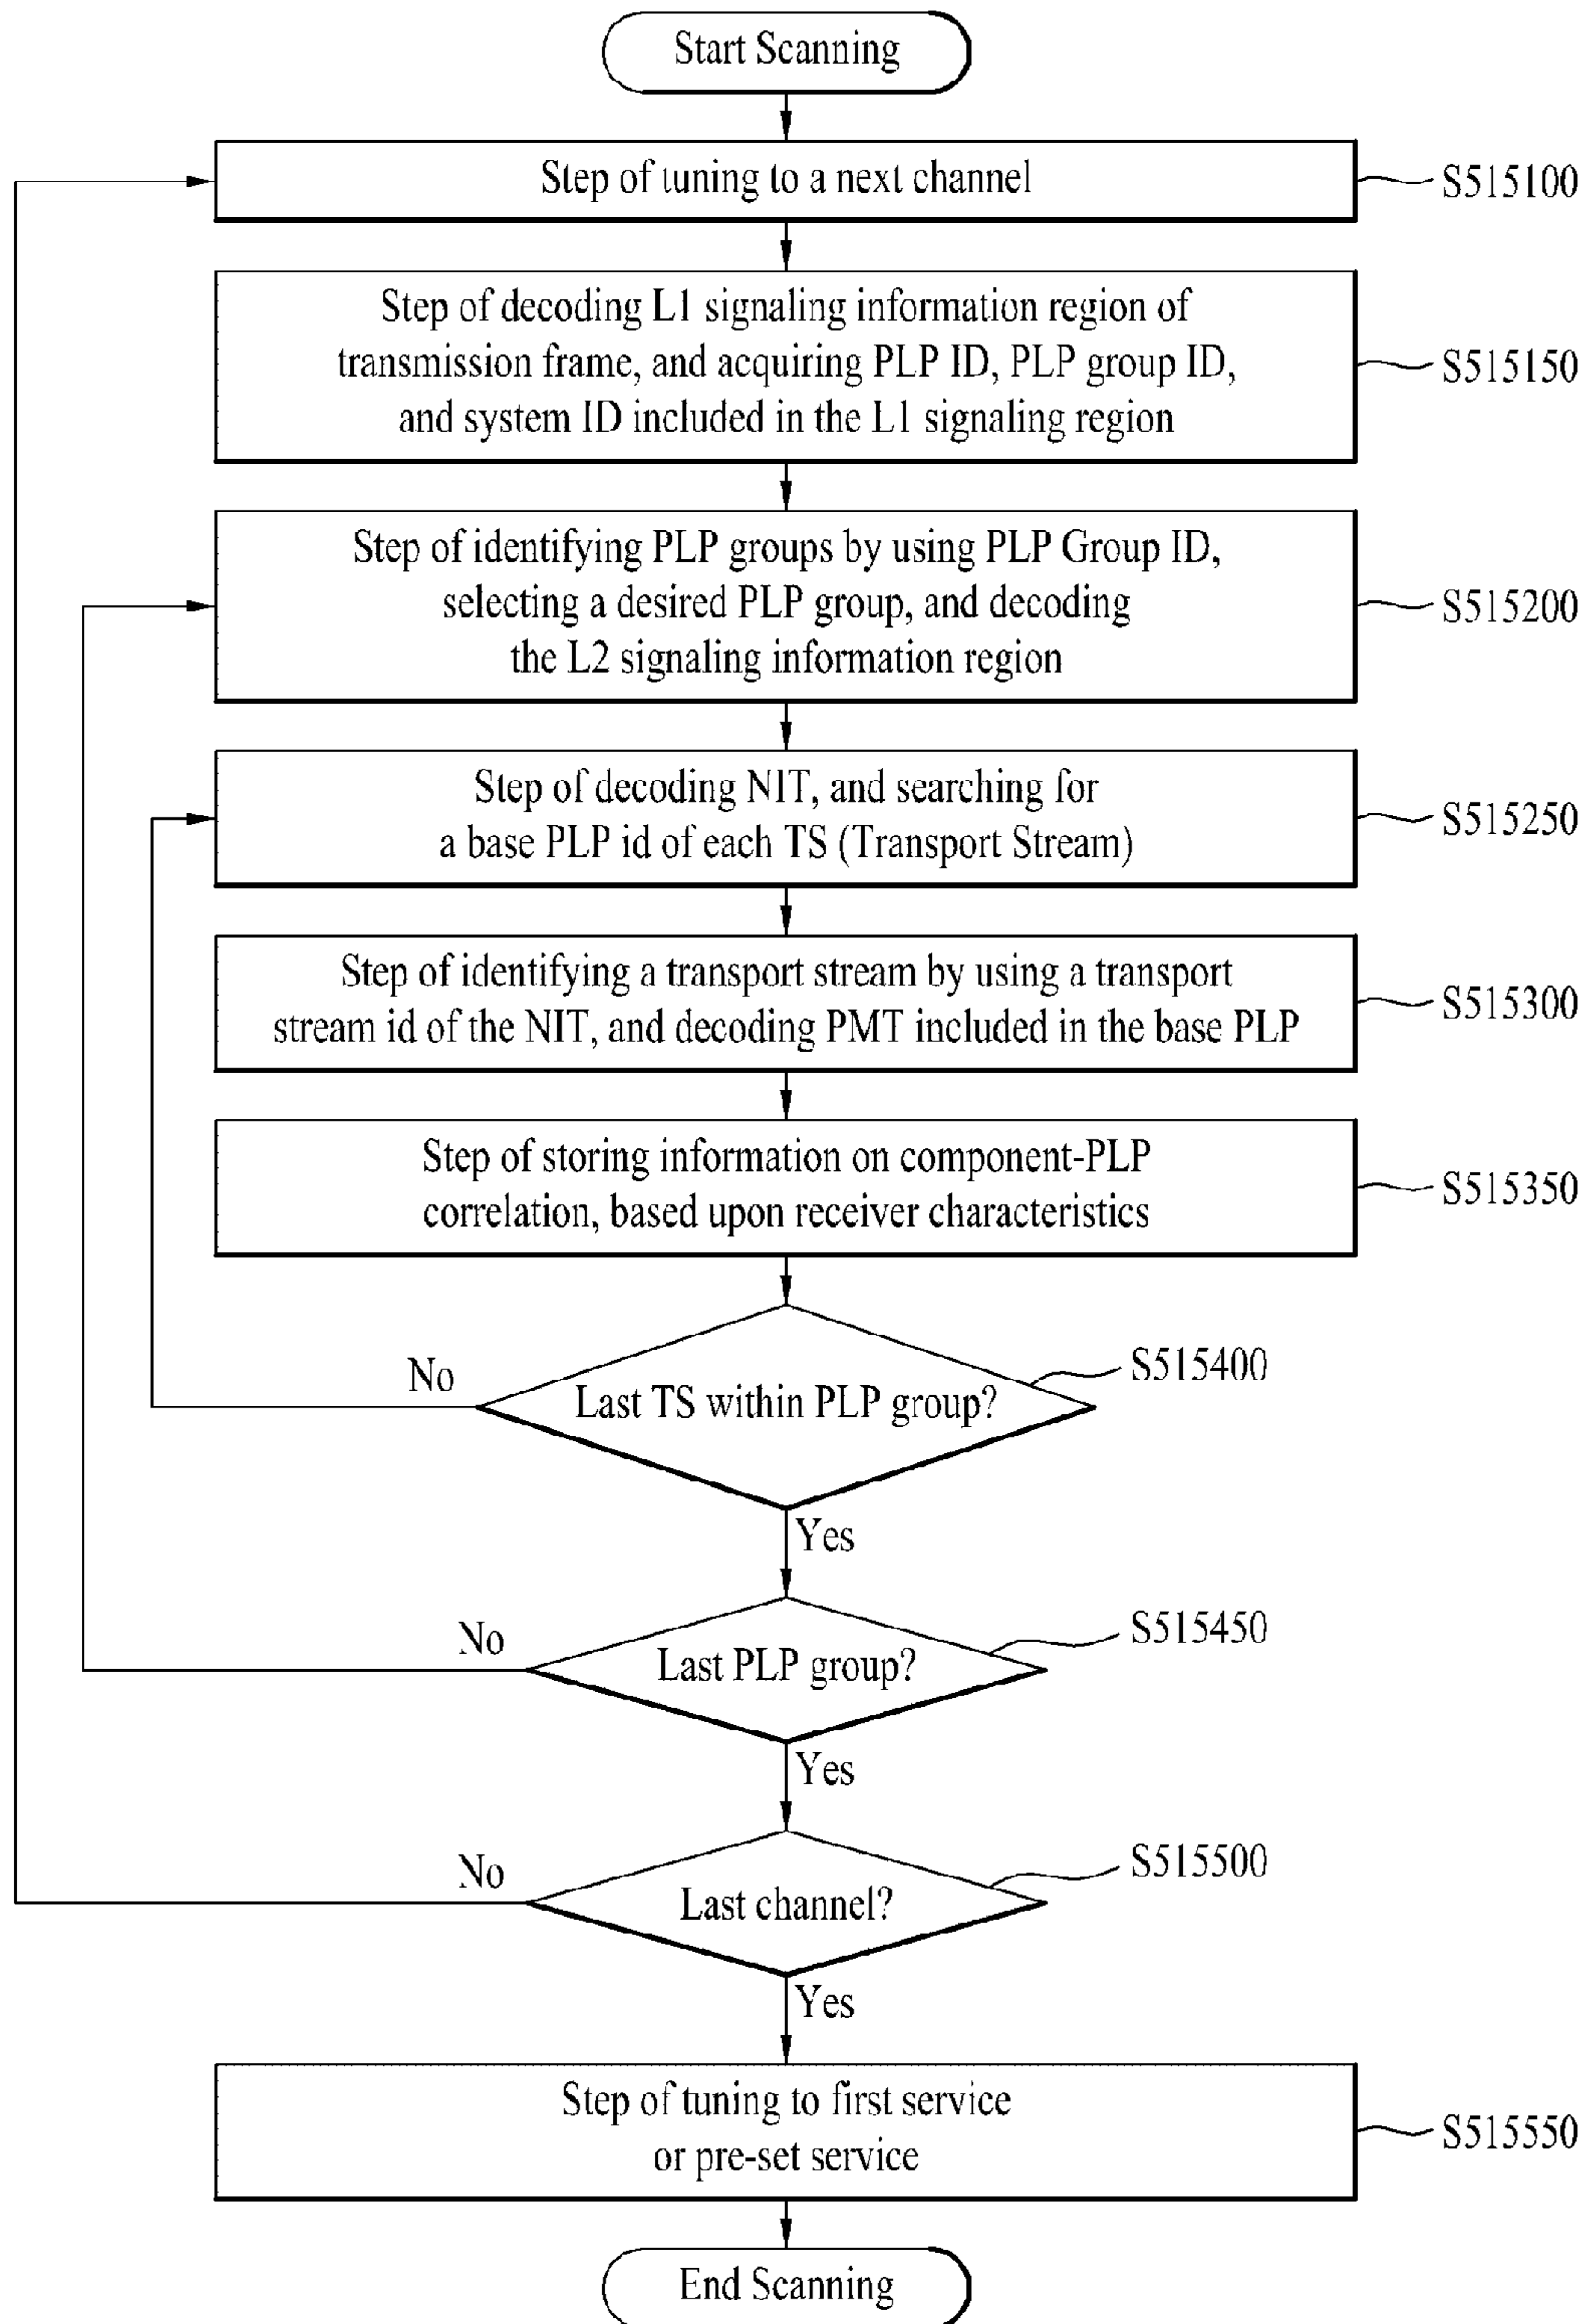 Start Scanning
Step of tuning to a next channel
S515100
Step of decoding L1 signaling information region of
transmission frame, and acquiring PLP ID, PLP group ID,
and system ID included in the L1 signaling region
S515150
Step of identifying PLP groups by using PLP Group ID,
selecting a desired PLP group, and decoding
the L2 signaling information region
S515200
Step of decoding NIT, and searching for
a base PLP id of each TS (Transport Stream)
S515250
Step of identifying a transport stream by using a transport
stream id of the NIT, and decoding PMT included in the base PLP
S515300
Step of storing information on component-PLP
correlation, based upon receiver characteristics
S515350
No
Last TS within PLP group?
S515400
Yes
No
Last PLP group?
S515450
Yes
No
Last channel?
S515500
Yes
Step of tuning to first service
or pre-set service
S515550
End Scanning